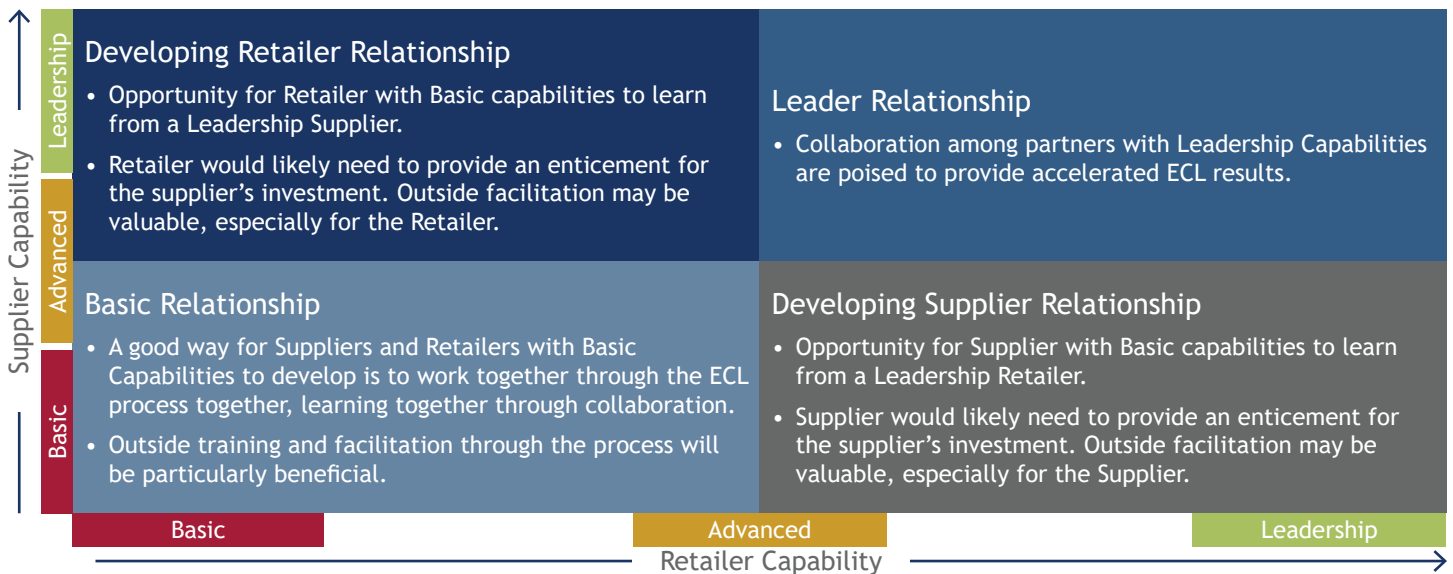 Supplier Capability
Leadership
Advanced
Basic
Developing Retailer Relationship
• Opportunity for Retailer with Basic capabilities to learn
from a Leadership Supplier.
• Retailer would likely need to provide an enticement for
the supplier’s investment. Outside facilitation may be
valuable, especially for the Retailer.
Leader Relationship
• Collaboration among partners with Leadership Capabilities
are poised to provide accelerated ECL results.
Basic Relationship
• A good way for Suppliers and Retailers with Basic
Capabilities to develop is to work together through the ECL
process together, learning together through collaboration.
• Outside training and facilitation through the process will
be particularly beneficial.
Developing Supplier Relationship
• Opportunity for Supplier with Basic capabilities to learn
from a Leadership Retailer.
• Supplier would likely need to provide an enticement for
the supplier’s investment. Outside facilitation may be
valuable, especially for the Supplier.
Basic
Advanced
Leadership
Retailer Capability